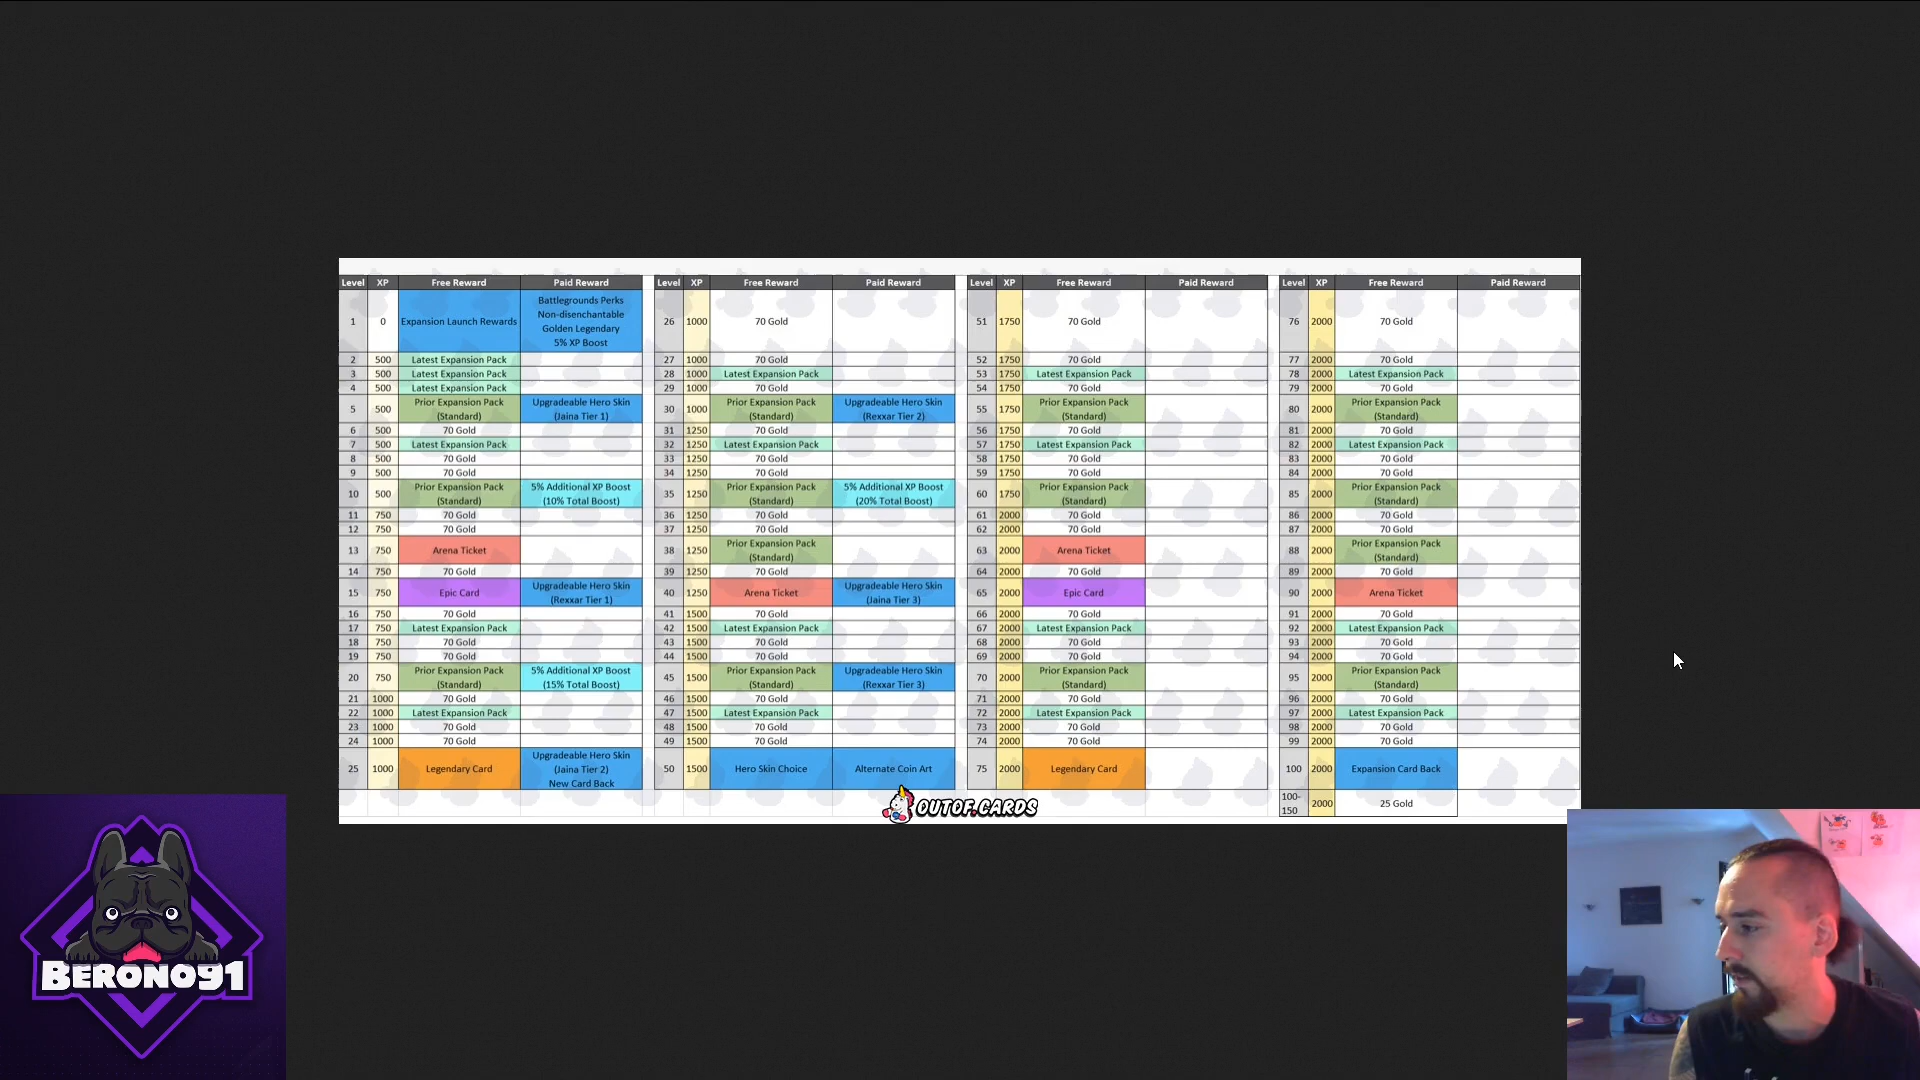 Level XP Free Reward Paid Reward
1 0 Expansion Launch Rewards Battlegrounds Perks
Non-disenchantable
Golden Legendary
5% XP Boost
2 500 Latest Expansion Pack
3 500 Latest Expansion Pack
4 500 Latest Expansion Pack
5 500 Prior Expansion Pack (Standard) Upgradeable Hero Skin (Jaina Tier 1)
6 500 70 Gold
7 500 Latest Expansion Pack
8 500 70 Gold
9 500 70 Gold
10 500 Prior Expansion Pack (Standard) 5% Additional XP Boost (10% Total Boost)
11 750 70 Gold
12 750 70 Gold
13 750 Arena Ticket
14 750 70 Gold
15 750 Epic Card Upgradeable Hero Skin (Rexxar Tier 1)
16 750 70 Gold
17 750 Latest Expansion Pack
18 750 70 Gold
19 750 70 Gold
20 750 Prior Expansion Pack (Standard) 5% Additional XP Boost (15% Total Boost)
21 1000 70 Gold
22 1000 Latest Expansion Pack
23 1000 70 Gold
24 1000 70 Gold
25 1000 Legendary Card Upgradeable Hero Skin (Jaina Tier 2) New Card Back
Level XP Free Reward Paid Reward
26 1000 70 Gold
27 1000 70 Gold
28 1000 Latest Expansion Pack
29 1000 70 Gold
30 1000 Prior Expansion Pack (Standard) Upgradeable Hero Skin (Rexxar Tier 2)
31 1250 70 Gold
32 1250 Latest Expansion Pack
33 1250 70 Gold
34 1250 70 Gold
35 1250 Prior Expansion Pack (Standard) 5% Additional XP Boost (20% Total Boost)
36 1250 70 Gold
37 1250 70 Gold
38 1250 Prior Expansion Pack (Standard)
39 1250 70 Gold
40 1250 Arena Ticket Upgradeable Hero Skin (Jaina Tier 3)
41 1500 70 Gold
42 1500 Latest Expansion Pack
43 1500 70 Gold
44 1500 70 Gold
45 1500 Prior Expansion Pack (Standard) Upgradeable Hero Skin (Rexxar Tier 3)
46 1500 70 Gold
47 1500 Latest Expansion Pack
48 1500 70 Gold
49 1500 70 Gold
50 1500 Hero Skin Choice Alternate Coin Art
Level XP Free Reward Paid Reward
51 1750 70 Gold
52 1750 70 Gold
53 1750 Latest Expansion Pack
54 1750 70 Gold
55 1750 Prior Expansion Pack (Standard)
56 1750 70 Gold
57 1750 Latest Expansion Pack
58 1750 70 Gold
59 1750 70 Gold
60 1750 Prior Expansion Pack (Standard)
61 2000 70 Gold
62 2000 70 Gold
63 2000 Arena Ticket
64 2000 70 Gold
65 2000 Epic Card
66 2000 70 Gold
67 2000 Latest Expansion Pack
68 2000 70 Gold
69 2000 70 Gold
70 2000 Prior Expansion Pack (Standard)
71 2000 70 Gold
72 2000 Latest Expansion Pack
73 2000 70 Gold
74 2000 70 Gold
75 2000 Legendary Card
Level XP Free Reward Paid Reward
76 2000 70 Gold
77 2000 70 Gold
78 2000 Latest Expansion Pack
79 2000 70 Gold
80 2000 Prior Expansion Pack (Standard)
81 2000 70 Gold
82 2000 Latest Expansion Pack
83 2000 70 Gold
84 2000 70 Gold
85 2000 Prior Expansion Pack (Standard)
86 2000 70 Gold
87 2000 70 Gold
88 2000 Prior Expansion Pack (Standard)
89 2000 70 Gold
90 2000 Arena Ticket
91 2000 70 Gold
92 2000 Latest Expansion Pack
93 2000 70 Gold
94 2000 70 Gold
95 2000 Prior Expansion Pack (Standard)
96 2000 70 Gold
97 2000 Latest Expansion Pack
98 2000 70 Gold
99 2000 70 Gold
100 2000 Expansion Card Back
100-150 2000 25 Gold
OUTOF.CARDS
BERONO91